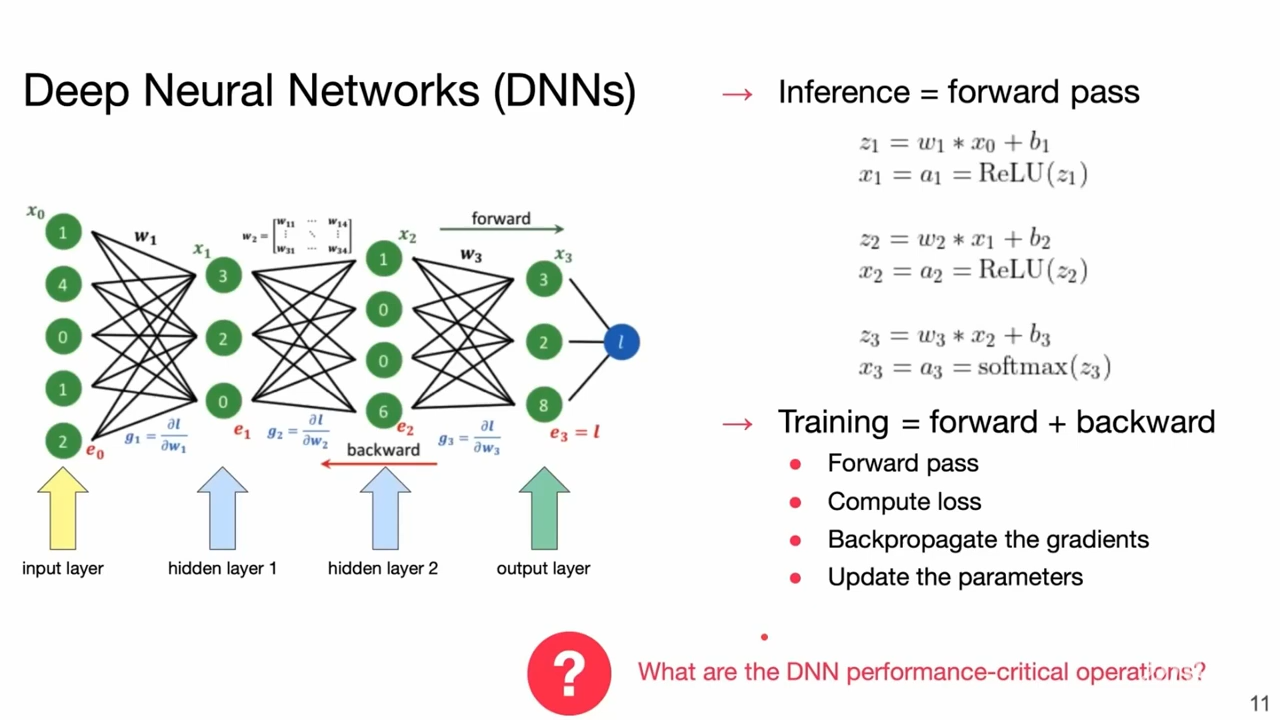 Deep Neural Networks (DNNs)
x₀
1
4
0
1
2
e₀
w₁
g₁ = ∂l/∂w₁
x₁
3
2
0
e₁
w₂ = [w₁₁ ⋯ w₁₄
⋮ ⋱ ⋮
w₃₁ ⋯ w₃₄]
g₂ = ∂l/∂w₂
x₂
1
0
0
6
e₂
forward
w₃
g₃ = ∂l/∂w₃
backward
x₃
3
2
8
e₃ = l
l
input layer
hidden layer 1
hidden layer 2
output layer
→ Inference = forward pass
z₁ = w₁ ∗ x₀ + b₁
x₁ = a₁ = ReLU(z₁)
z₂ = w₂ ∗ x₁ + b₂
x₂ = a₂ = ReLU(z₂)
z₃ = w₃ ∗ x₂ + b₃
x₃ = a₃ = softmax(z₃)
→ Training = forward + backward
• Forward pass
• Compute loss
• Backpropagate the gradients
• Update the parameters
?
What are the DNN performance-critical operations?
11